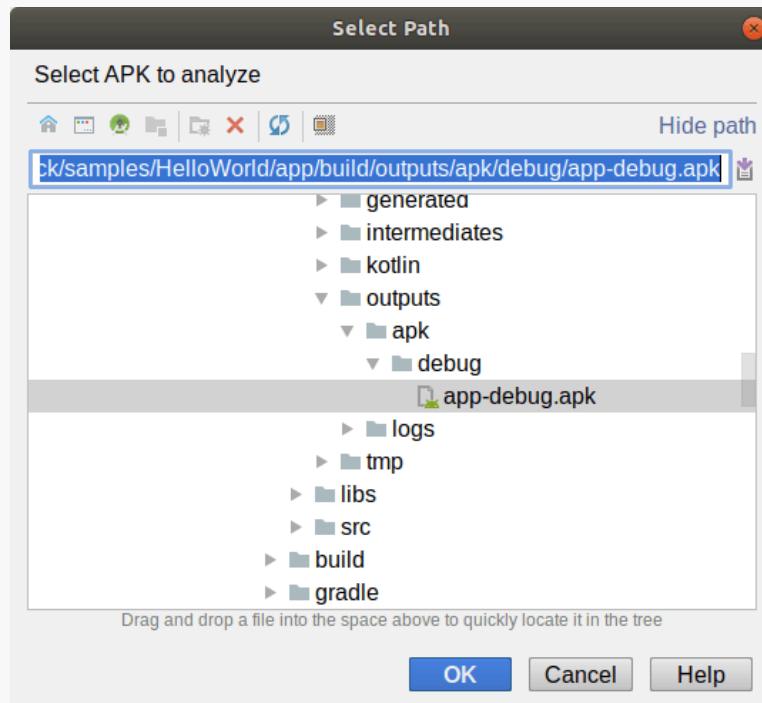 Select Path
Select APK to analyze
Hide path
ck/samples/HelloWorld/app/build/outputs/apk/debug/app-debug.apk
generated
intermediates
kotlin
outputs
apk
debug
app-debug.apk
logs
tmp
libs
src
build
gradle
Drag and drop a file into the space above to quickly locate it in the tree
OK Cancel Help